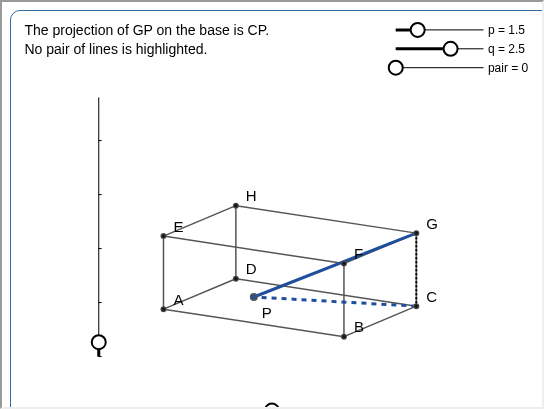 The projection of GP on the base is CP.
No pair of lines is highlighted.
p = 1.5
q = 2.5
pair = 0
H
E
G
F
D
A
C
P
B